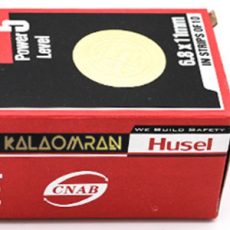 5
Power
Level
6.8 x 11mm
IN STRIPS OF 10
KALAOMRAN
WE BUILD SAFETY
Husel
CNAB